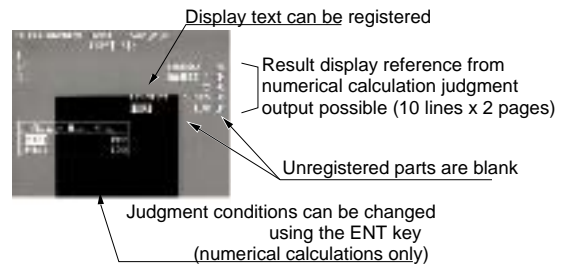 Display text can be registered
Result display reference from
numerical calculation judgment
output possible (10 lines x 2 pages)
Unregistered parts are blank
Judgment conditions can be changed
using the ENT key
(numerical calculations only)